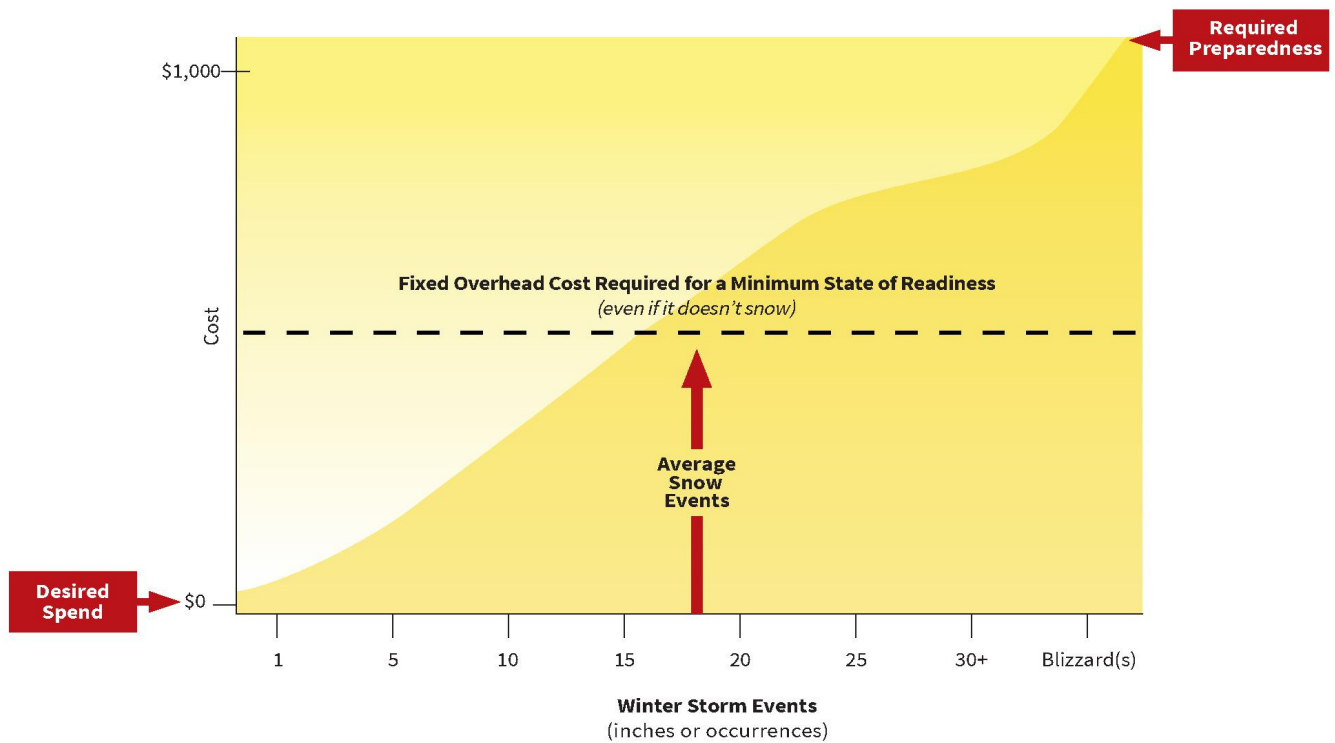 Required
Preparedness
$1,000
Fixed Overhead Cost Required for a Minimum State of Readiness
(even if it doesn’t snow)
Cost
Average
Snow
Events
Desired
Spend
$0
1 5 10 15 20 25 30+ Blizzard(s)
Winter Storm Events
(inches or occurrences)